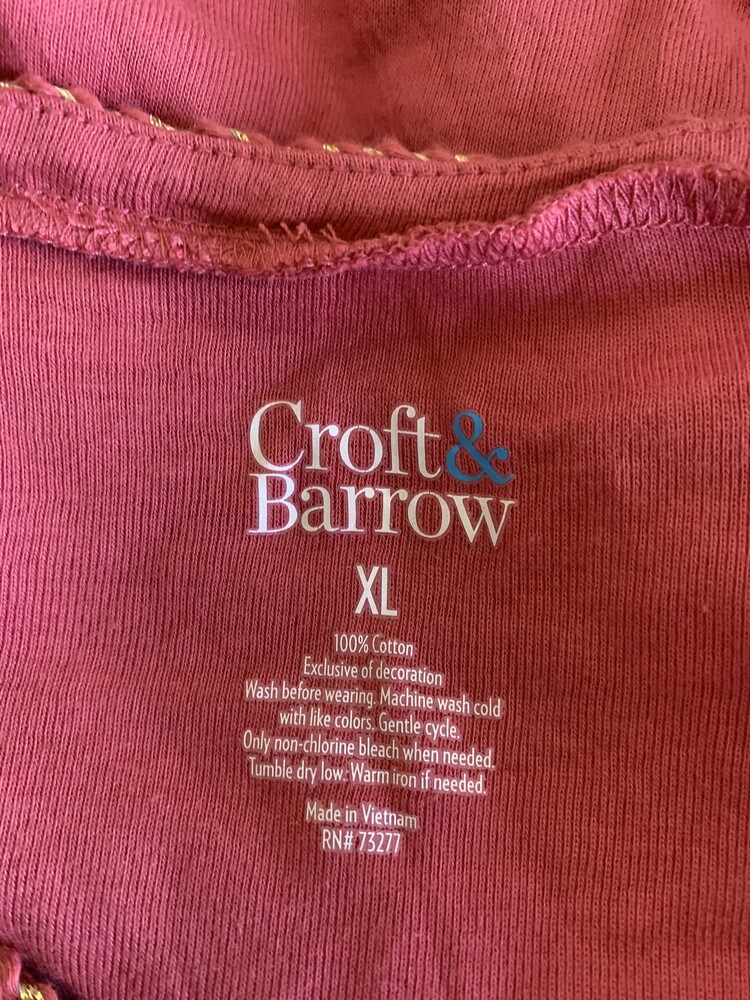 Croft&
Barrow
XL
100% Cotton
Exclusive of decoration
Wash before wearing. Machine wash cold
with like colors. Gentle cycle.
Only non-chlorine bleach when needed.
Tumble dry low. Warm iron if needed.
Made in Vietnam
RN# 73277